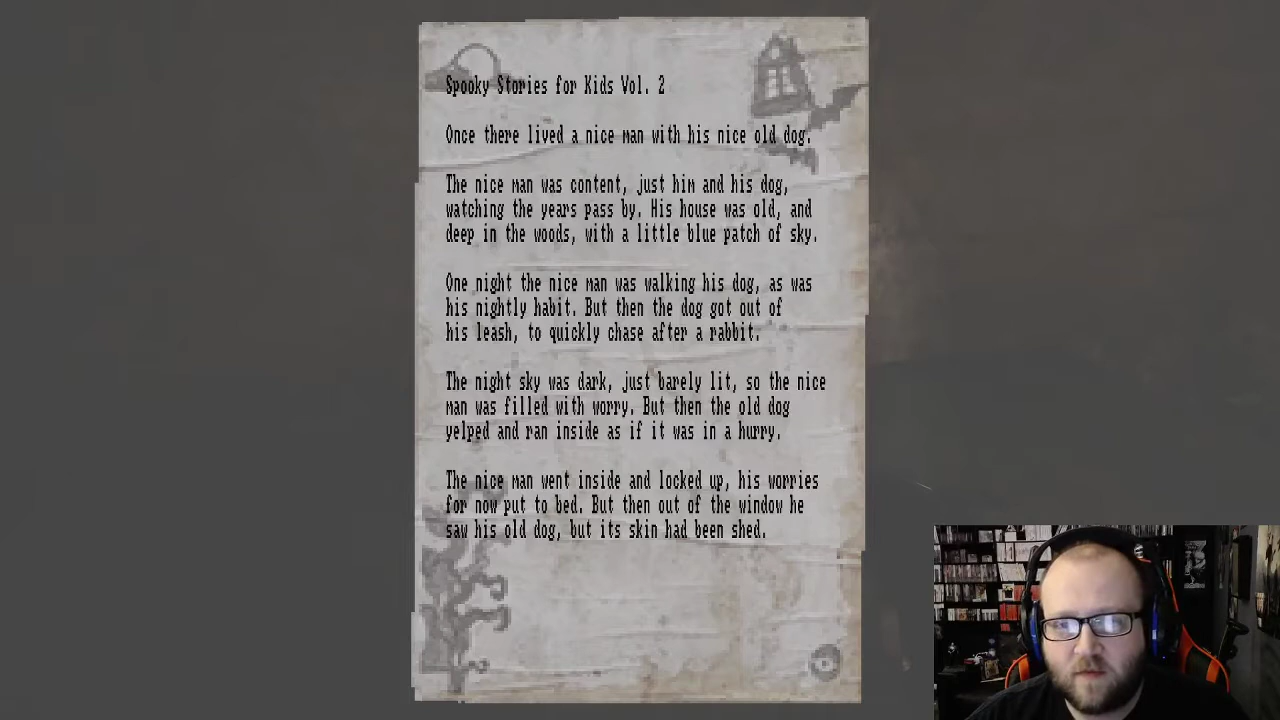 Spooky Stories for Kids Vol. 2
Once there lived a nice man with his nice old dog.
The nice man was content, just him and his dog,
watching the years pass by. His house was old, and
deep in the woods, with a little blue patch of sky.
One night the nice man was walking his dog, as was
his nightly habit. But then the dog got out of
his leash, to quickly chase after a rabbit.
The night sky was dark, just barely lit, so the nice
man was filled with worry. But then the old dog
yelped and ran inside as if it was in a hurry.
The nice man went inside and locked up, his worries
for now put to bed. But then out of the window he
saw his old dog, but its skin had been shed.